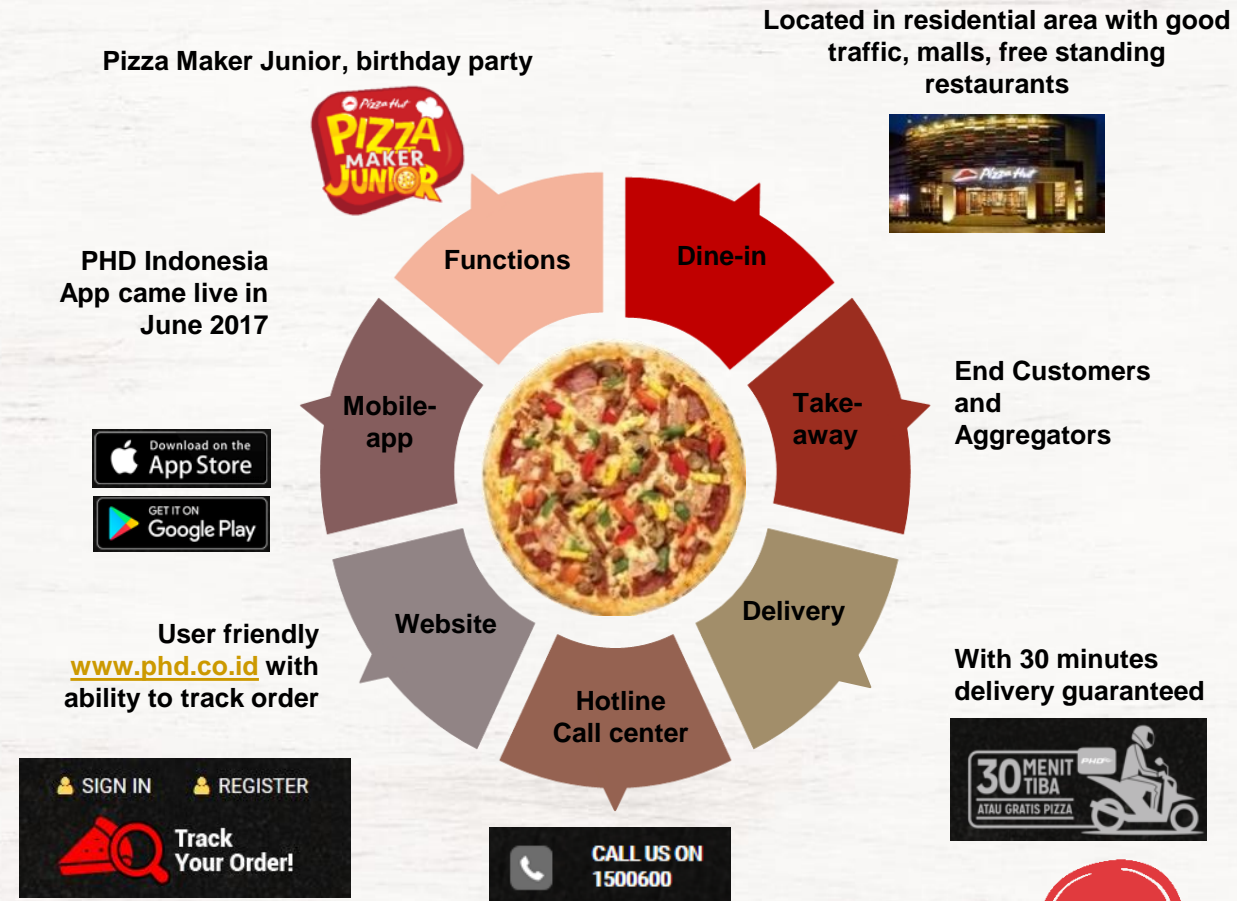 Located in residential area with good
traffic, malls, free standing
restaurants
Pizza Maker Junior, birthday party
Pizza Hut
PIZZA
MAKER
JUNIOR
Pizza Hut
Functions
Dine-in
PHD Indonesia
App came live in
June 2017
Mobile-
app
Take-
away
End Customers
and
Aggregators
Download on the
App Store
GET IT ON
Google Play
Website
Delivery
User friendly
www.phd.co.id with
ability to track order
Hotline
Call center
With 30 minutes
delivery guaranteed
30 MENIT
TIBA
ATAU GRATIS PIZZA
PHD
SIGN IN
REGISTER
Track
Your Order!
CALL US ON
1500600